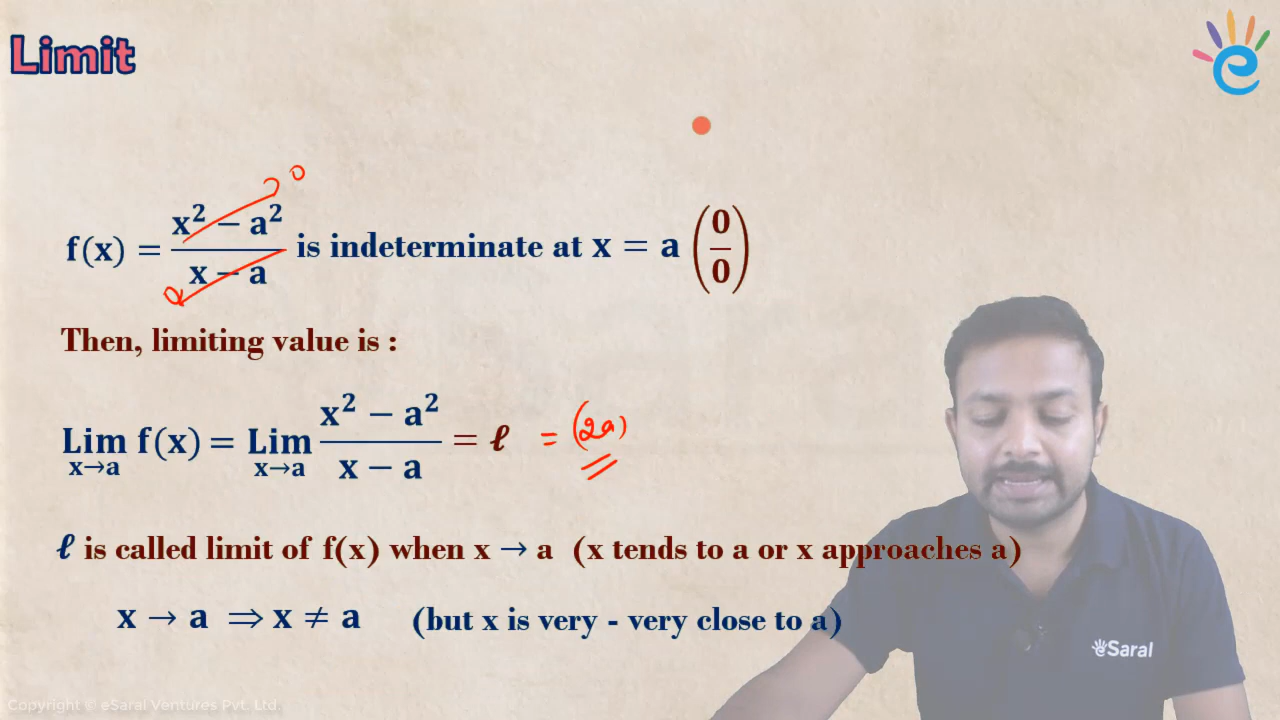 Limit
0
f(x) = x² − a² / x − a is indeterminate at x = a (0/0)
0
Then, limiting value is :
Lim x→a f(x) = Lim x→a x² − a² / x − a = ℓ = (2a)
ℓ is called limit of f(x) when x → a (x tends to a or x approaches a)
x → a ⇒ x ≠ a (but x is very - very close to a)
eSaral
Copyright © eSaral Ventures Pvt. Ltd.